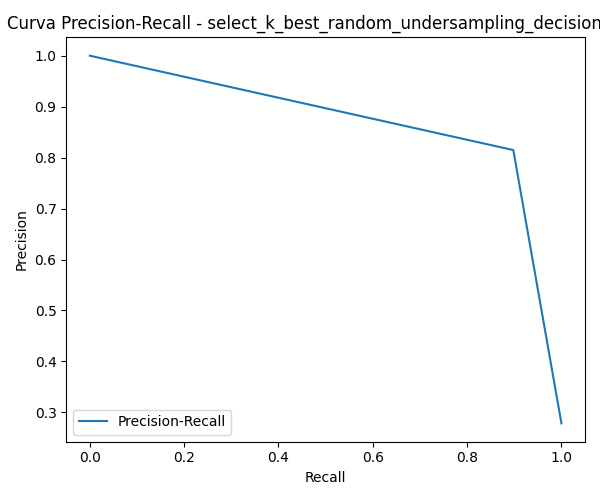 Curva Precision-Recall - select_k_best_random_undersampling_decision
1.0
0.9
0.8
0.7
0.6
0.5
0.4
0.3
Precision
Precision-Recall
0.0 0.2 0.4 0.6 0.8 1.0
Recall